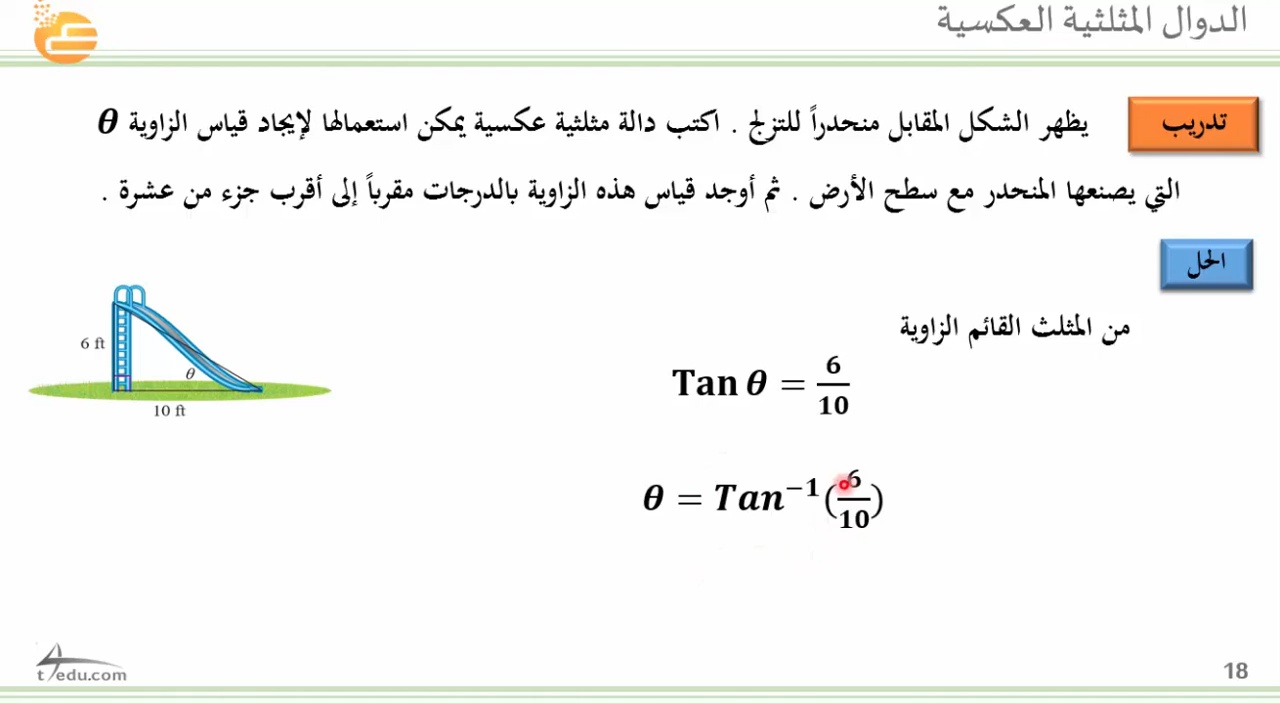 الدوال المثلثية العكسية
تدريب
يظهر الشكل المقابل منحدراً للتزلج . اكتب دالة مثلثية عكسية يمكن استعمالها لإيجاد قياس الزاوية θ
التي يصنعها المنحدر مع سطح الأرض . ثم أوجد قياس هذه الزاوية بالدرجات مقرباً إلى أقرب جزء من عشرة .
الحل
من المثلث القائم الزاوية
6 ft
θ
10 ft
Tan θ = 6/10
θ = Tan⁻¹(6/10)
t4edu.com
18